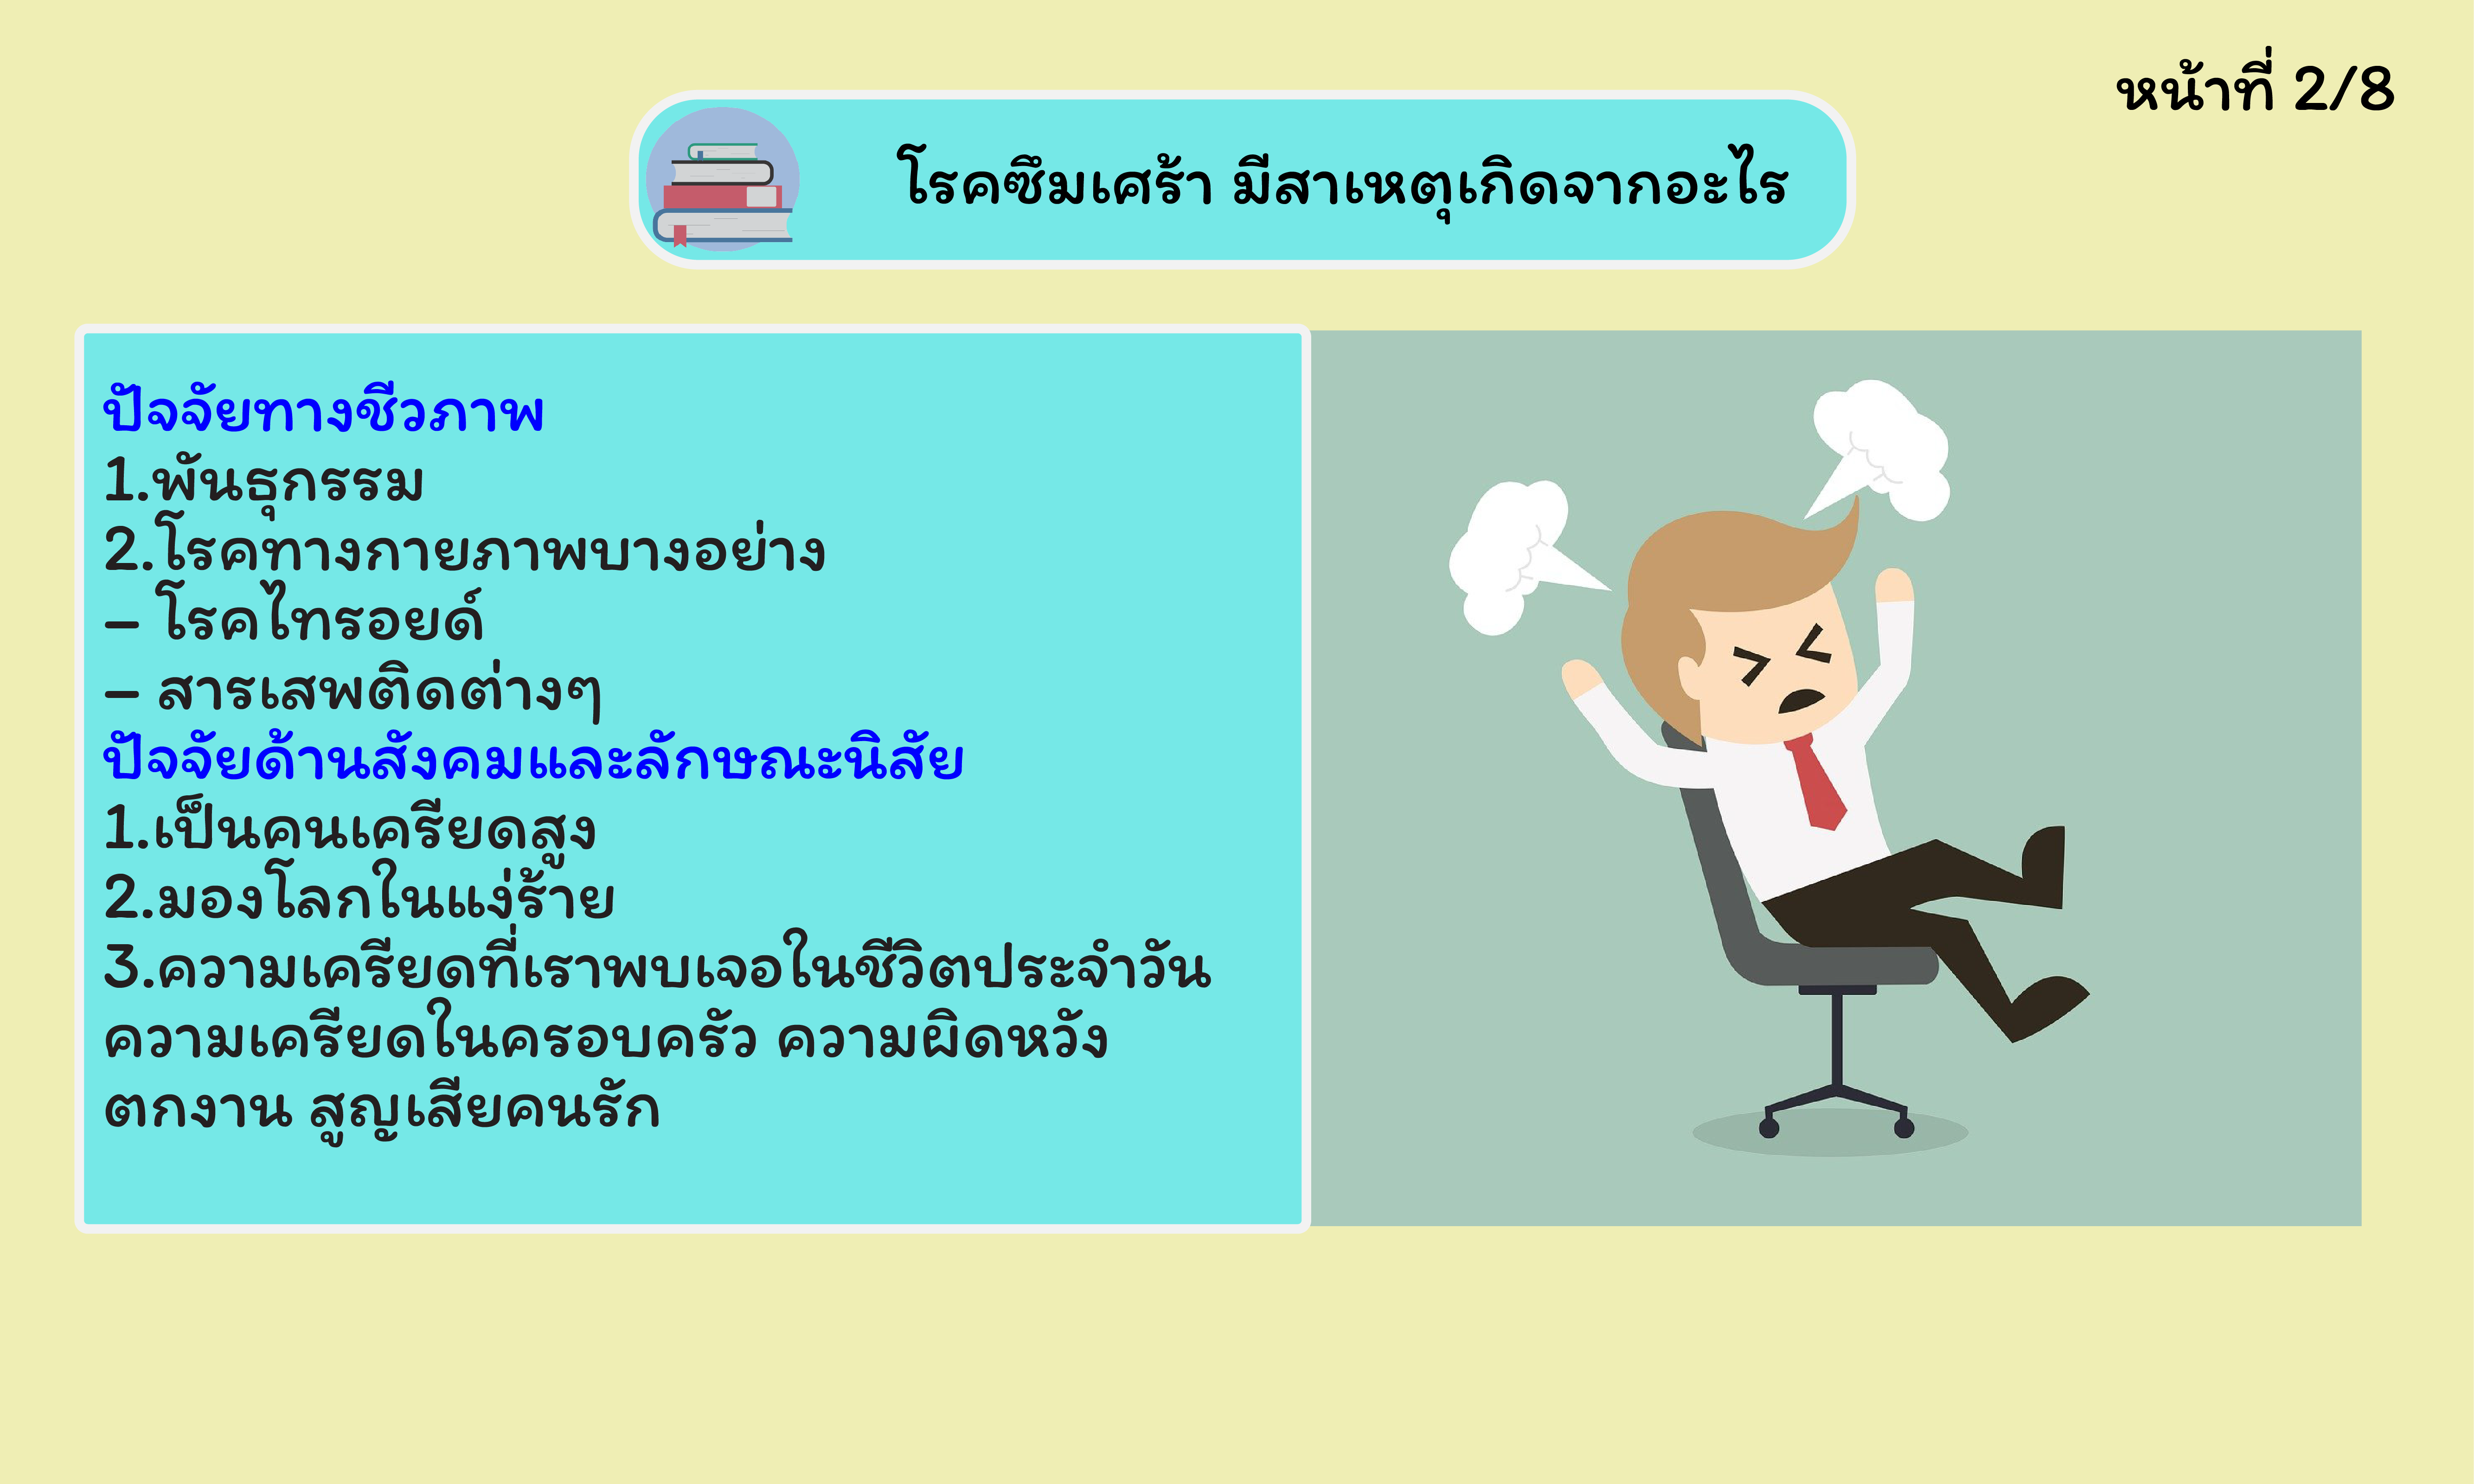 หน้าที่ 2/8
โรคซึมเศร้า มีสาเหตุเกิดจากอะไร
ปัจจัยทางชีวภาพ
1.พันธุกรรม
2.โรคทางกายภาพบางอย่าง
– โรคไทรอยด์
– สารเสพติดต่างๆ
ปัจจัยด้านสังคมและลักษณะนิสัย
1.เป็นคนเครียดสูง
2.มองโลกในแง่ร้าย
3.ความเครียดที่เราพบเจอในชีวิตประจำวัน
ความเครียดในครอบครัว ความผิดหวัง
ตกงาน สูญเสียคนรัก